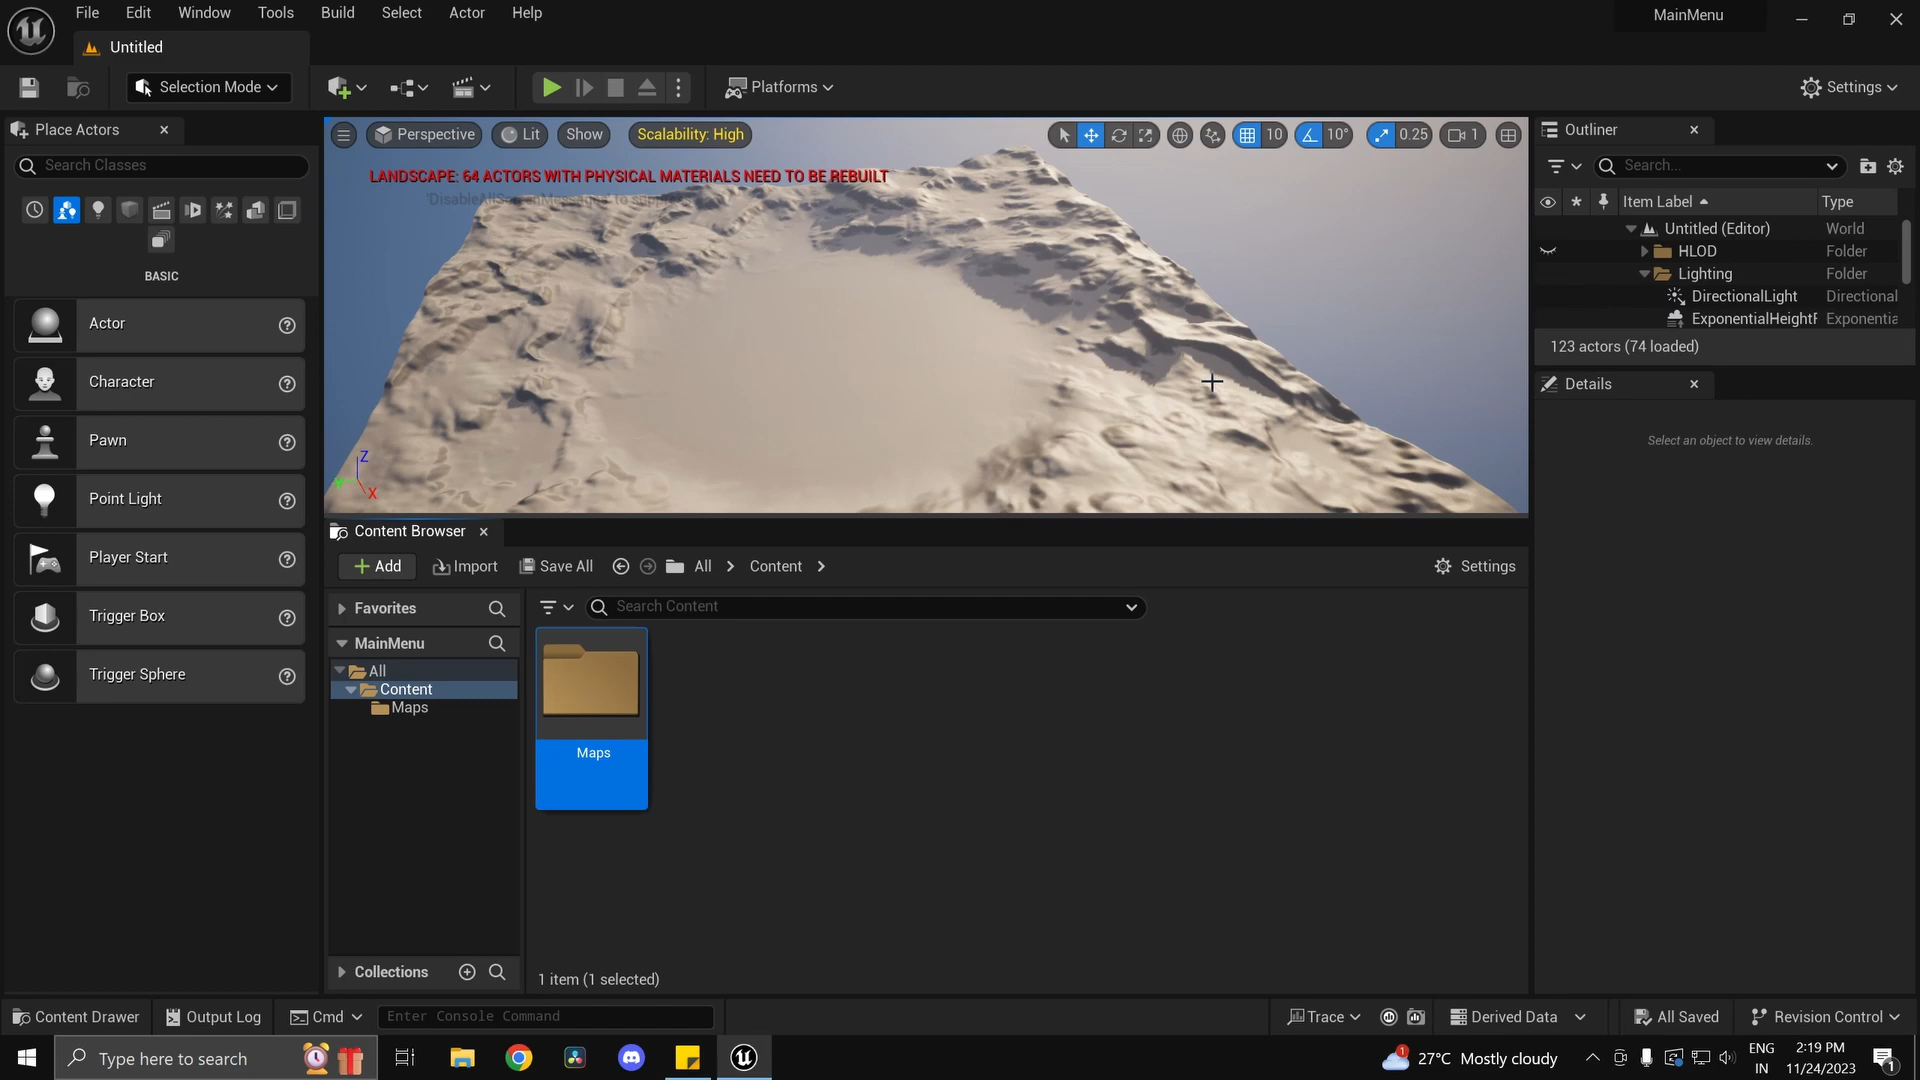 File Edit Window Tools Build Select Actor Help
MainMenu
Untitled
Selection Mode
Platforms
Settings
Place Actors
Search Classes
BASIC
Actor
Character
Pawn
Point Light
Player Start
Trigger Box
Trigger Sphere
Perspective Lit Show Scalability: High 10 10° 0.25 1
LANDSCAPE: 64 ACTORS WITH PHYSICAL MATERIALS NEED TO BE REBUILT
Z
Y
X
Outliner
Search...
Item Label Type
Untitled (Editor) World
HLOD Folder
Lighting Folder
DirectionalLight Directional
ExponentialHeightF Exponentia
123 actors (74 loaded)
Details
Select an object to view details.
Content Browser
Add Import Save All All Content Settings
Favorites
Search Content
MainMenu
All
Content
Maps
Maps
Collections
1 item (1 selected)
Content Drawer Output Log Cmd Enter Console Command Trace Derived Data All Saved Revision Control
Type here to search
1
27°C Mostly cloudy
ENG
IN
2:19 PM
11/24/2023
1